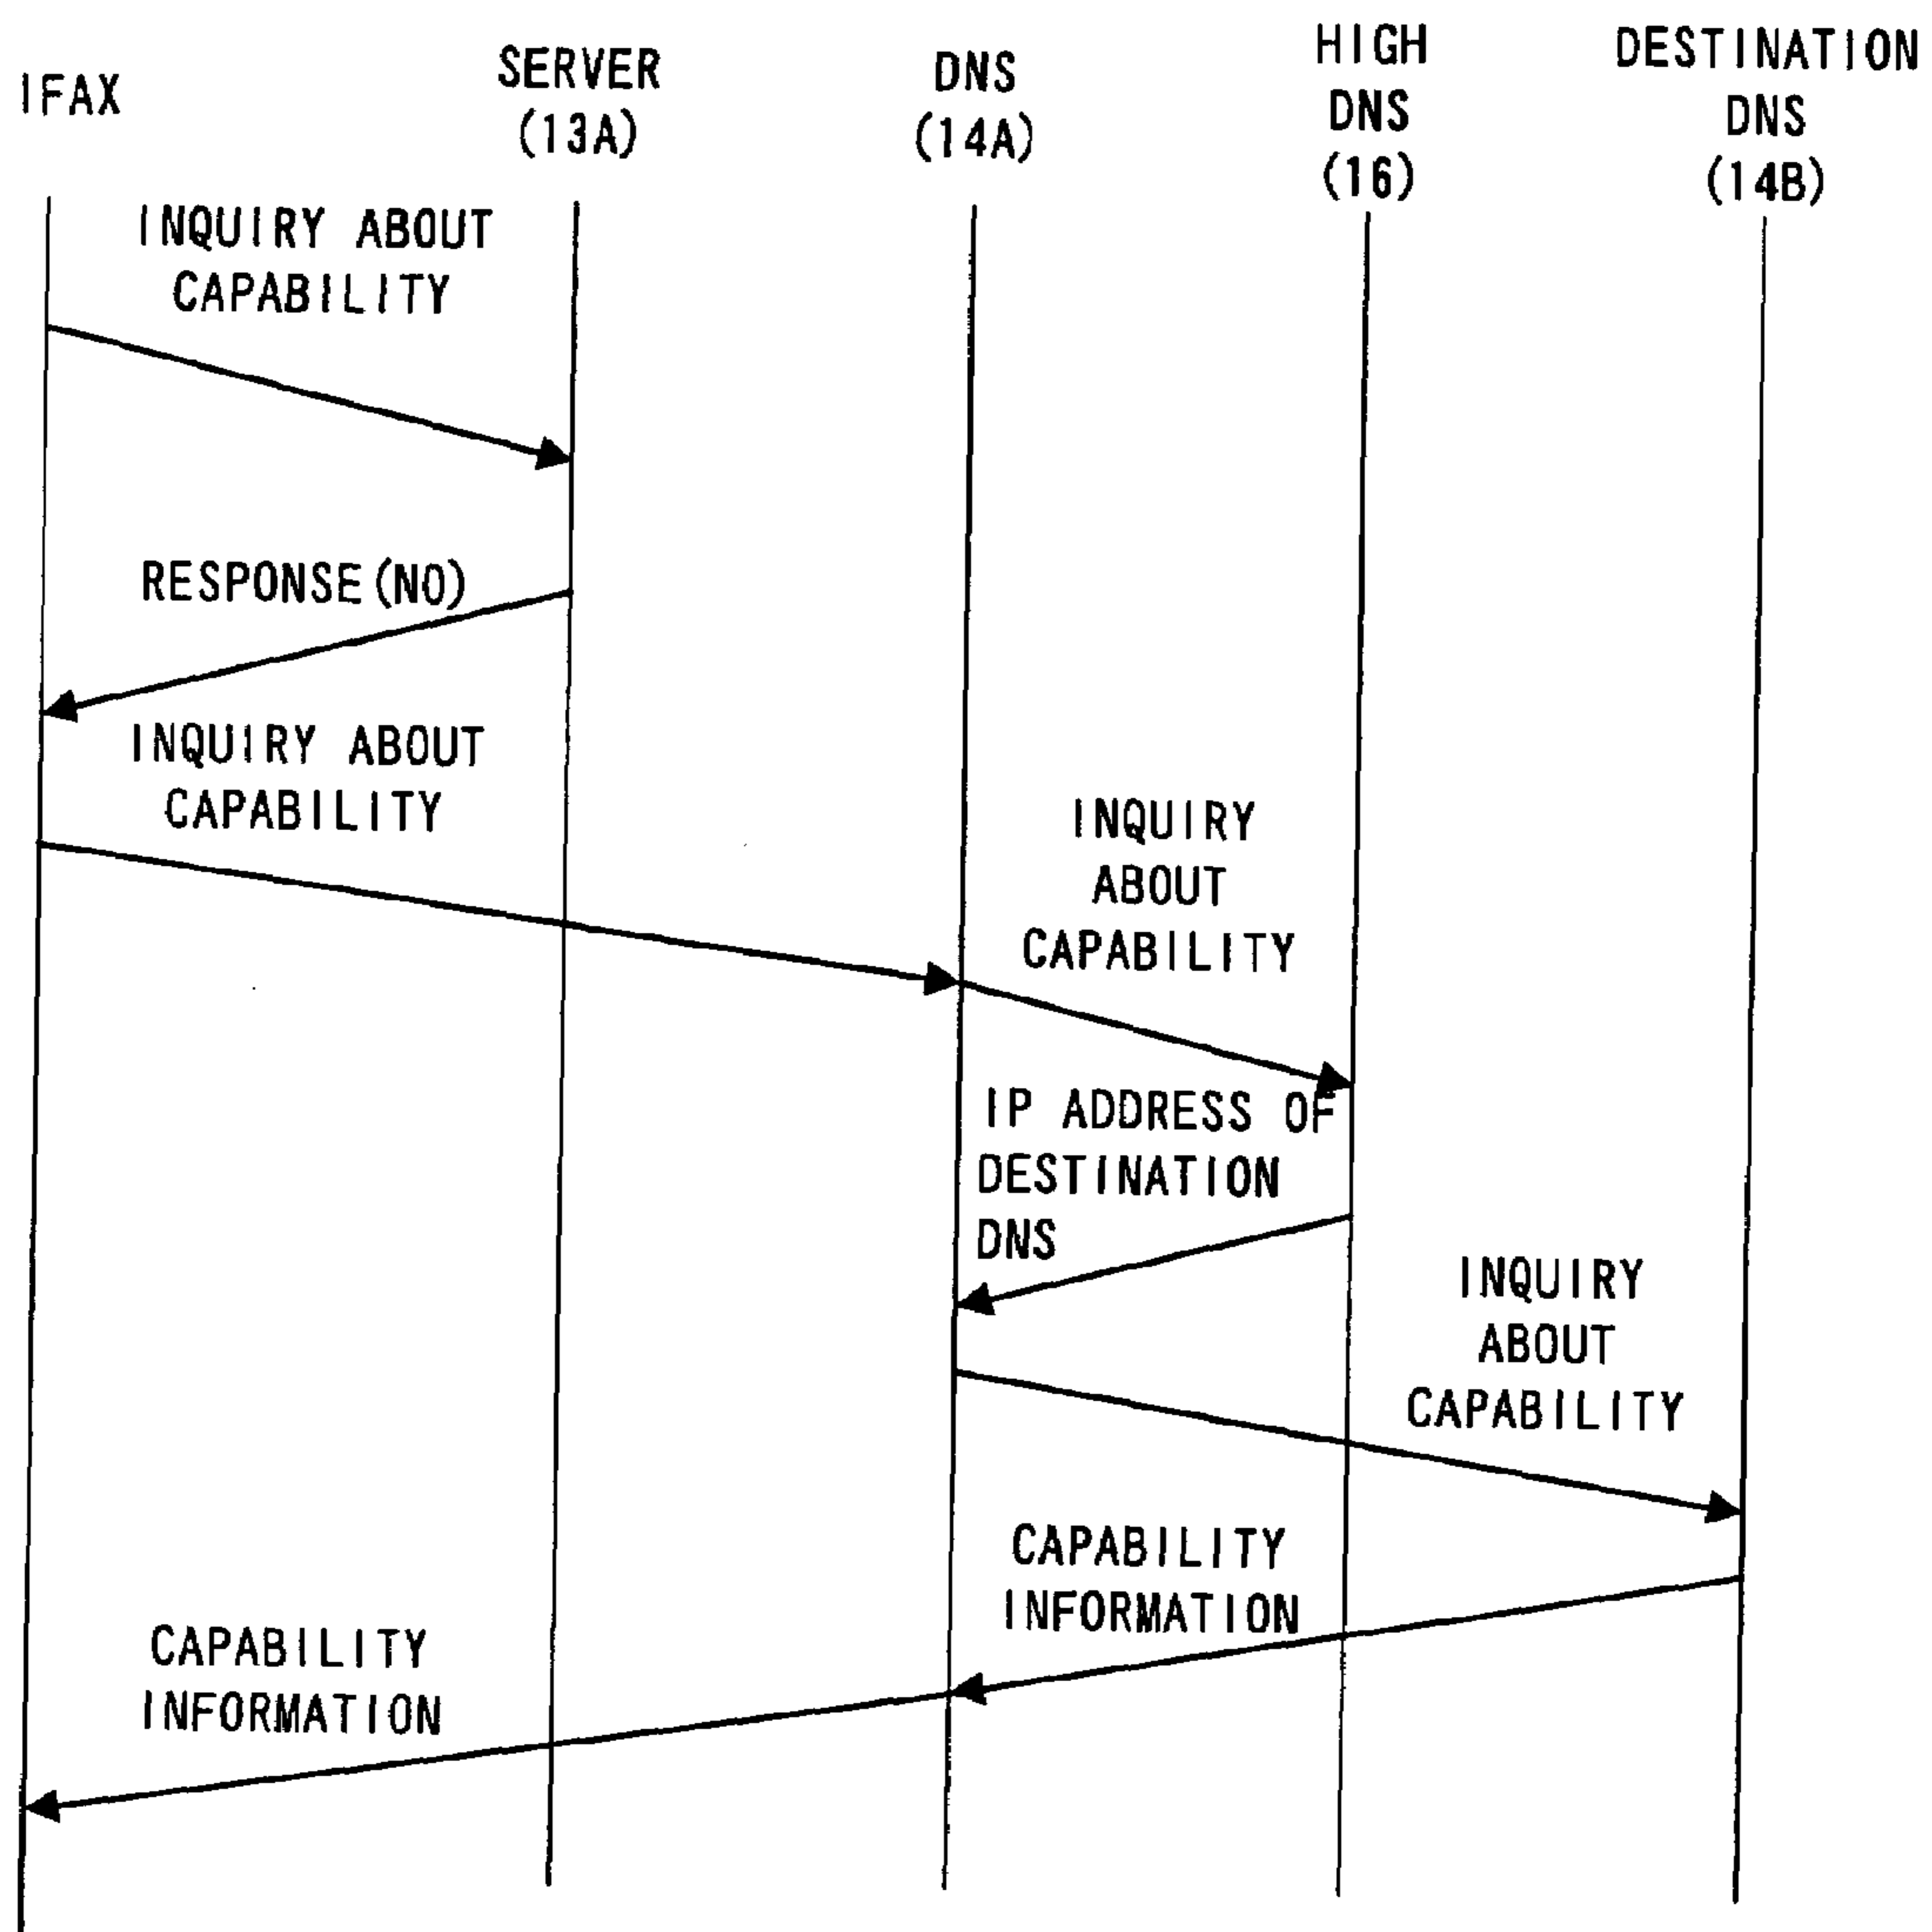 IFAX
SERVER
(13A)
DNS
(14A)
HIGH
DNS
(16)
DESTINATION
DNS
(14B)
INQUIRY ABOUT
CAPABILITY
RESPONSE(NO)
INQUIRY ABOUT
CAPABILITY
INQUIRY
ABOUT
CAPABILITY
IP ADDRESS OF
DESTINATION
DNS
INQUIRY
ABOUT
CAPABILITY
CAPABILITY
INFORMATION
CAPABILITY
INFORMATION